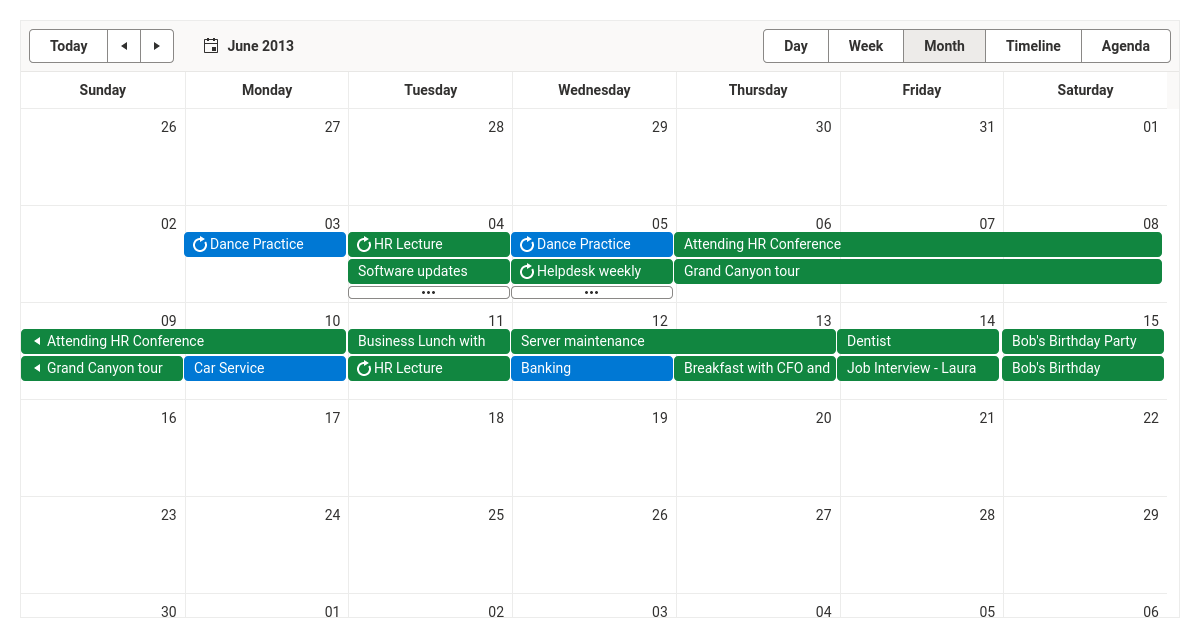 Today June 2013 Day Week Month Timeline Agenda
Sunday Monday Tuesday Wednesday Thursday Friday Saturday
26 27 28 29 30 31 01
02 03 04 05 06 07 08
Dance Practice HR Lecture Dance Practice Attending HR Conference
Software updates Helpdesk weekly Grand Canyon tour
•••  •••
09 10 11 12 13 14 15
Attending HR Conference Business Lunch with Server maintenance Dentist Bob's Birthday Party
Grand Canyon tour Car Service HR Lecture Banking Breakfast with CFO and Job Interview - Laura Bob's Birthday
16 17 18 19 20 21 22
23 24 25 26 27 28 29
30 01 02 03 04 05 06